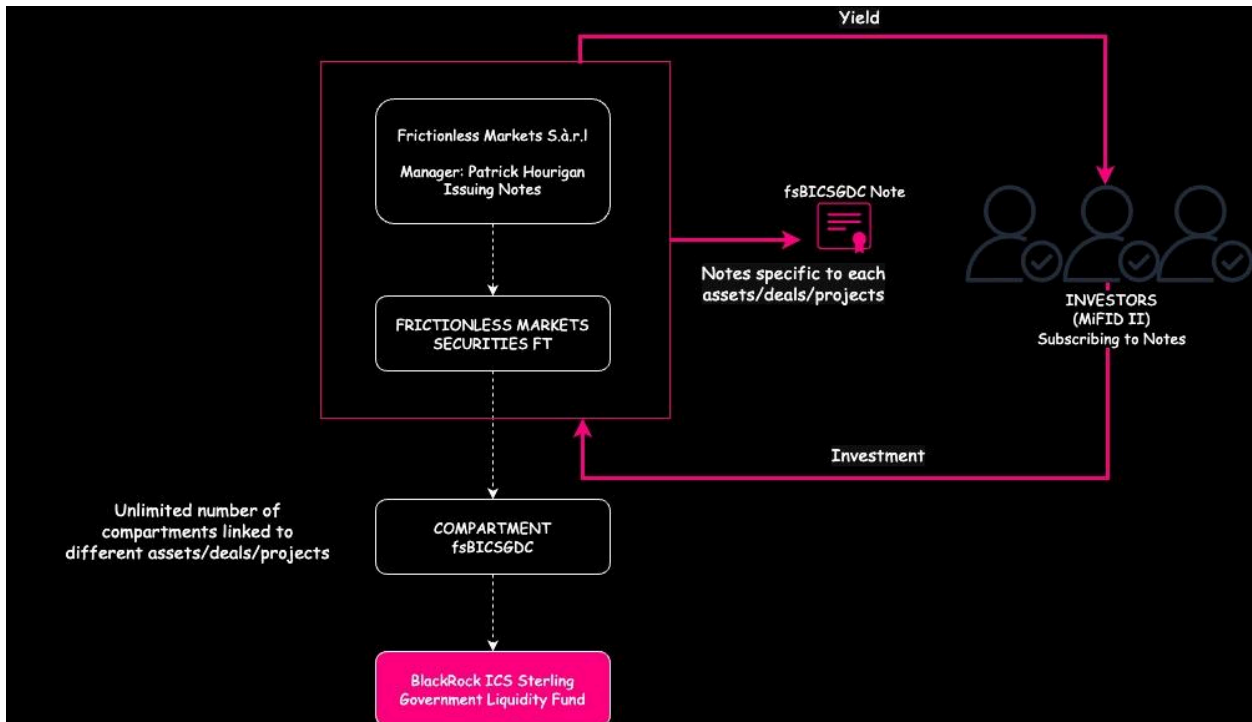 Yield
Frictionless Markets S.à.r.l
Manager: Patrick Hourigan
Issuing Notes
fsBICSGDC Note
Notes specific to each
assets/deals/projects
INVESTORS
(MiFID II)
Subscribing to Notes
FRICTIONLESS MARKETS
SECURITIES FT
Investment
Unlimited number of
compartments linked to
different assets/deals/projects
COMPARTMENT
fsBICSGDC
BlackRock ICS Sterling
Government Liquidity Fund